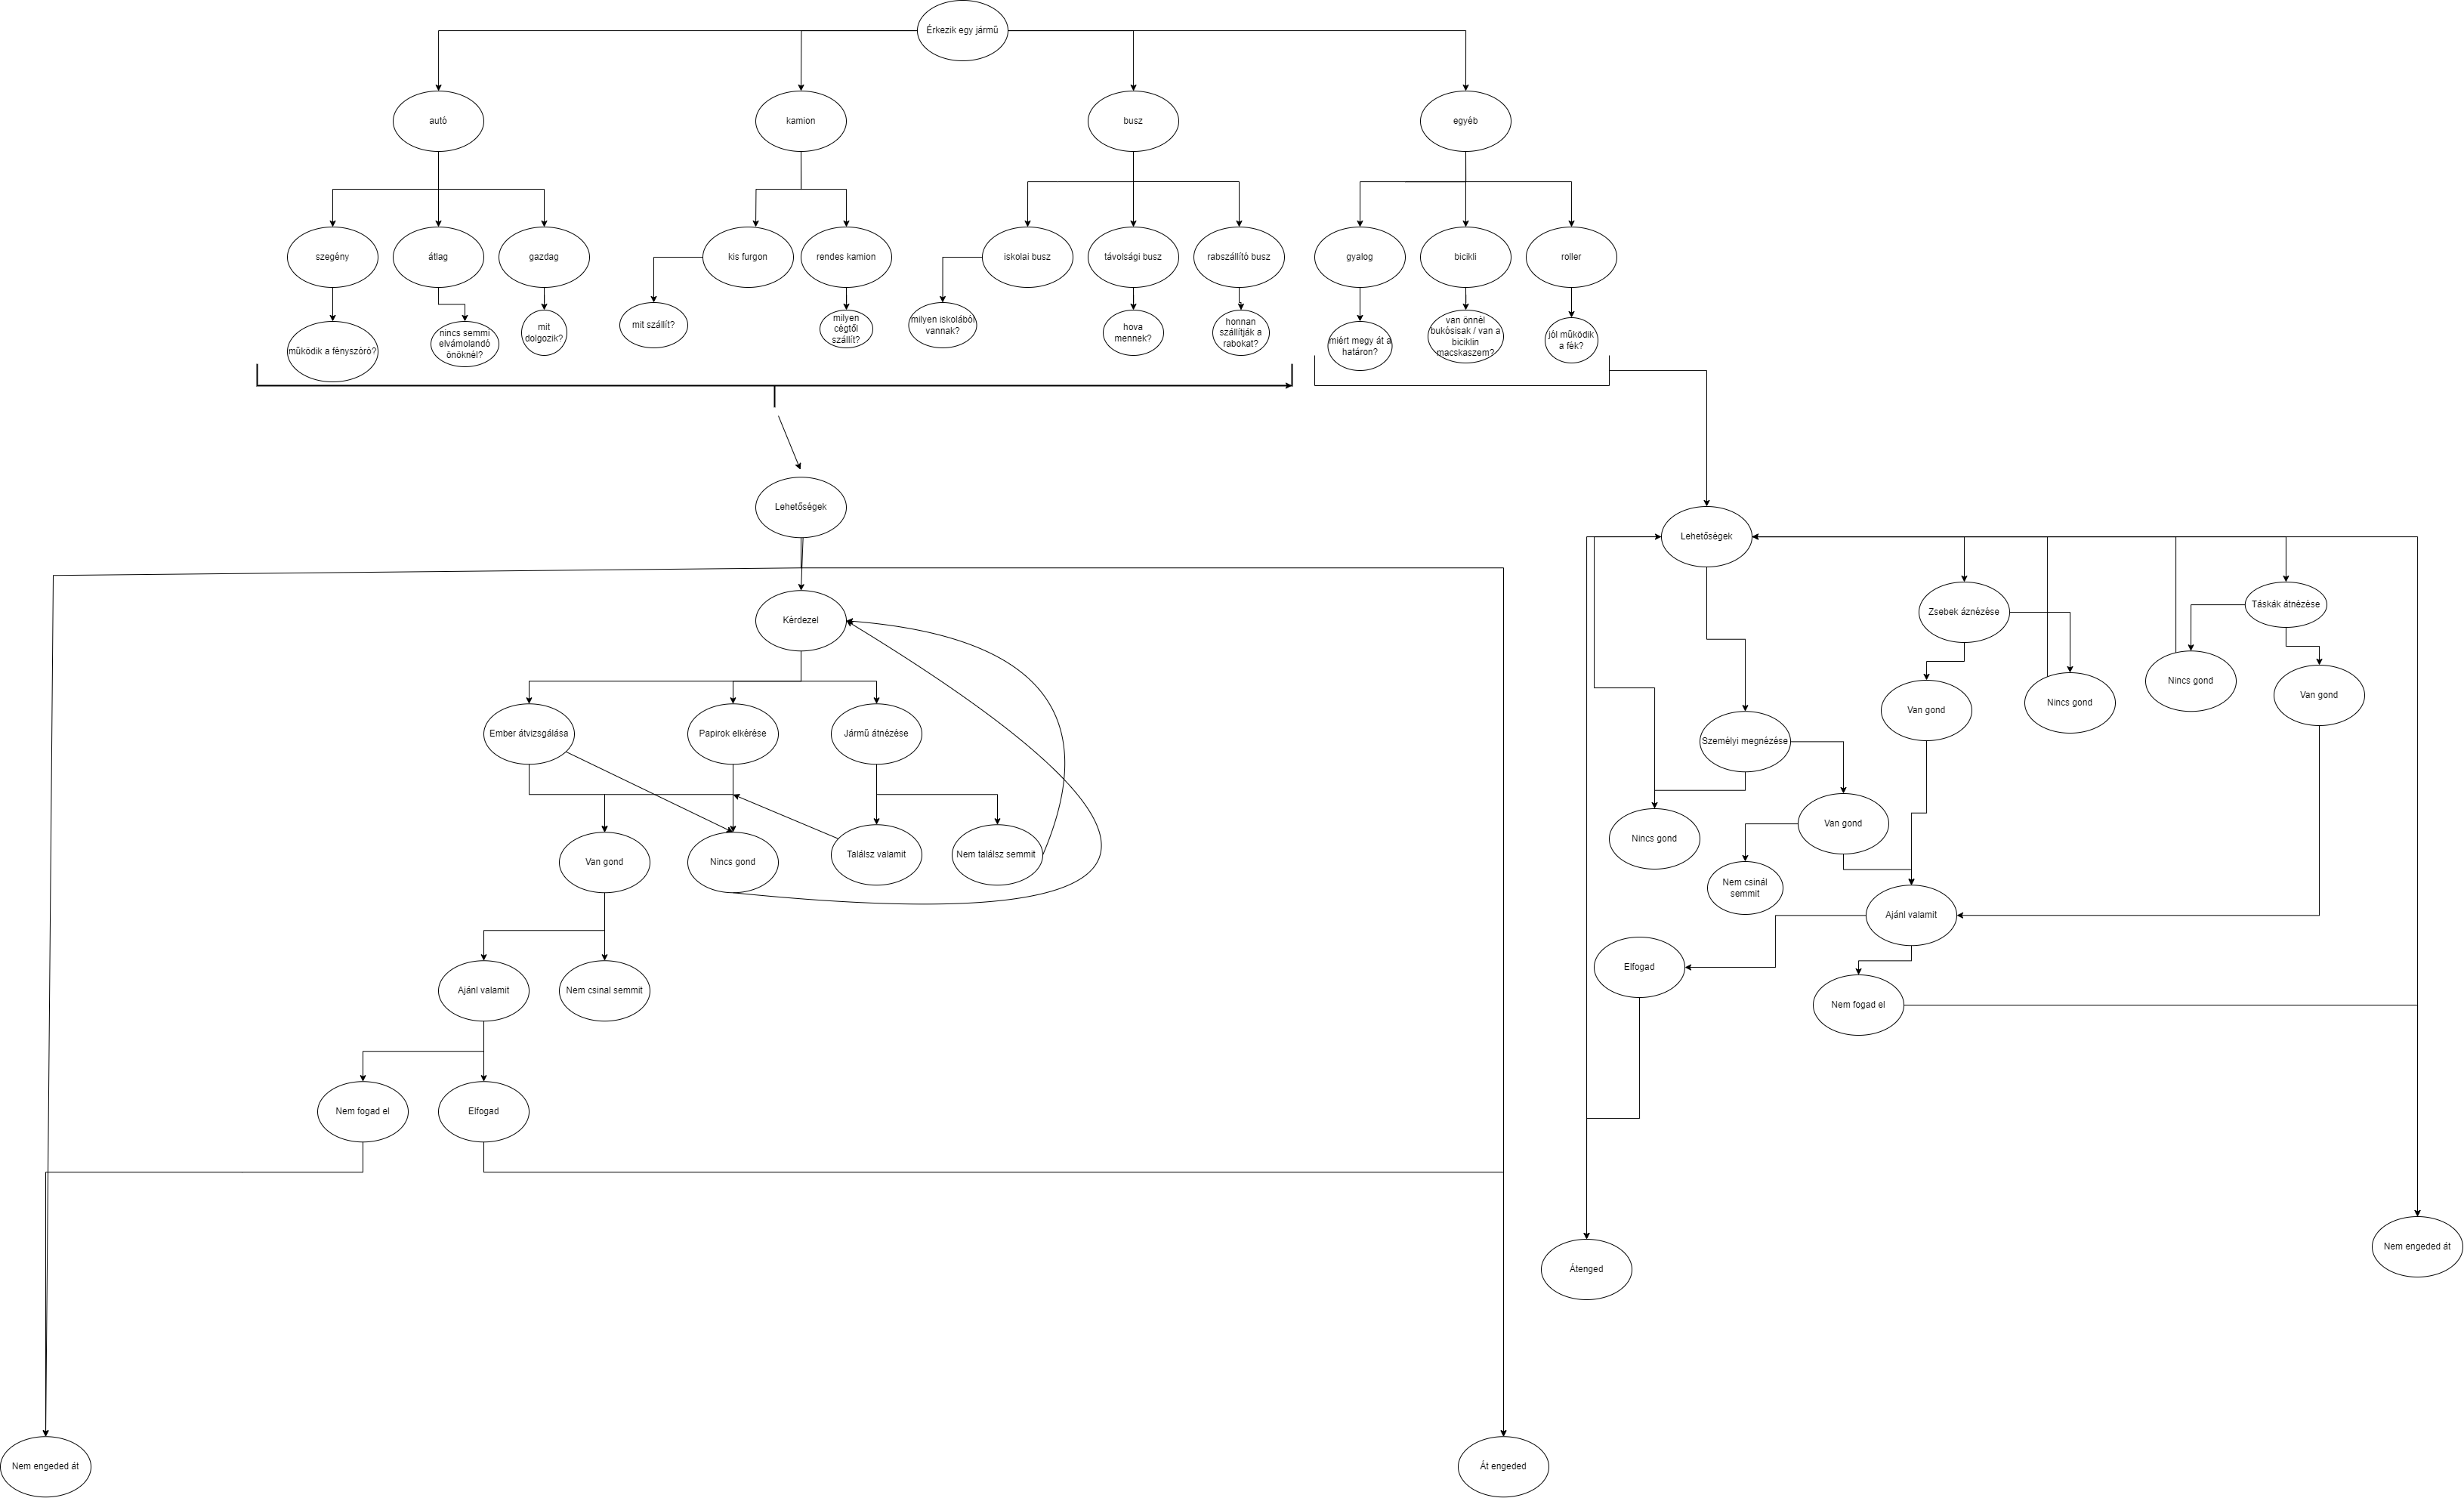 Érkezik egy jármű
autó
kamion
busz
egyéb
szegény
átlag
gazdag
kis furgon
rendes kamion
iskolai busz
távolsági busz
rabszállító busz
gyalog
bicikli
roller
működik a fényszóró?
nincs semmi
elvámolandó
önöknél?
mit
dolgozik?
mit szállít?
milyen
cégtől
szállít?
milyen iskolából
vannak?
hova
mennek?
honnan
szállítják a
rabokat?
miért megy át a
határon?
van önnél
bukósisak / van a
biciklin
macskaszem?
jól működik
a fék?
Lehetőségek
Lehetőségek
Kérdezel
Zsebek áznézése
Táskák átnézése
Nincs gond
Van gond
Van gond
Nincs gond
Ember átvizsgálása
Papirok elkérése
Jármű átnézése
Személyi megnézése
Van gond
Nincs gond
Találsz valamit
Nem találsz semmit
Nincs gond
Van gond
Nem csinál
semmit
Ajánl valamit
Elfogad
Nem fogad el
Ajánl valamit
Nem csinal semmit
Nem fogad el
Elfogad
Átenged
Nem engeded át
Nem engeded át
Át engeded